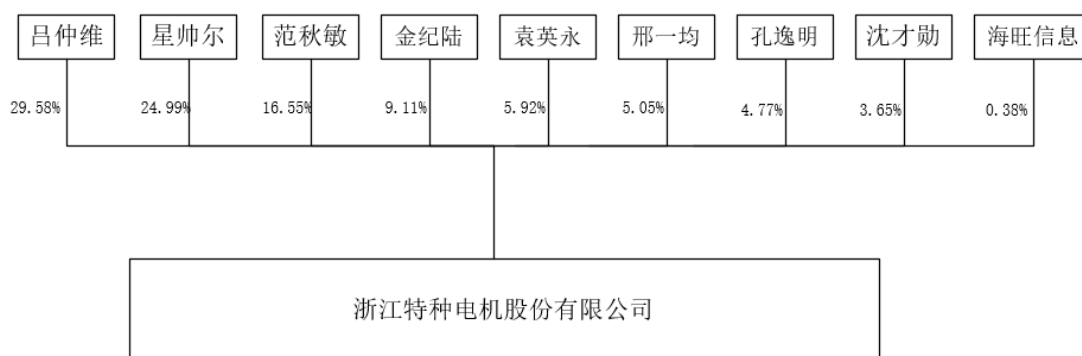 吕仲维 星帅尔 范秋敏 金纪陆 袁英永 邢一均 孔逸明 沈才勋 海旺信息
29.58% 24.99% 16.55% 9.11% 5.92% 5.05% 4.77% 3.65% 0.38%
浙江特种电机股份有限公司